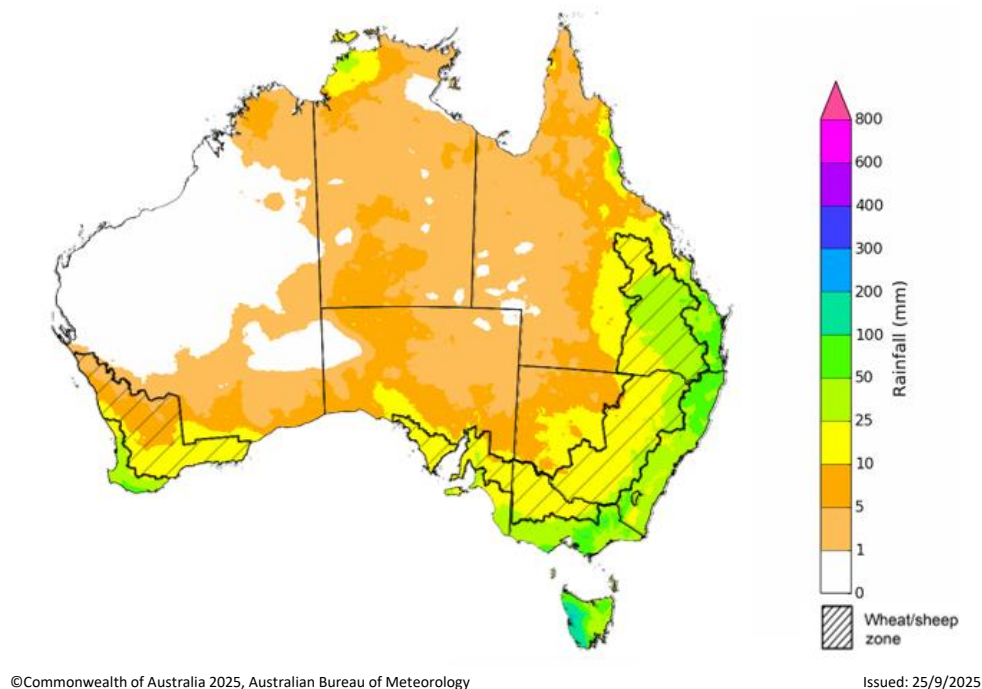 800
600
400
300
200
100
50
25
10
5
1
0
Rainfall (mm)
Wheat/sheep
zone
©Commonwealth of Australia 2025, Australian Bureau of Meteorology
Issued: 25/9/2025